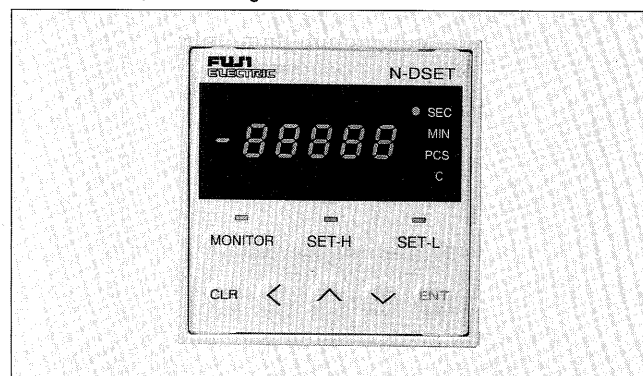 FUJI
ELECTRIC
N-DSET
-88888
SEC
MIN
PCS
C
MONITOR SET-H SET-L
CLR ENT